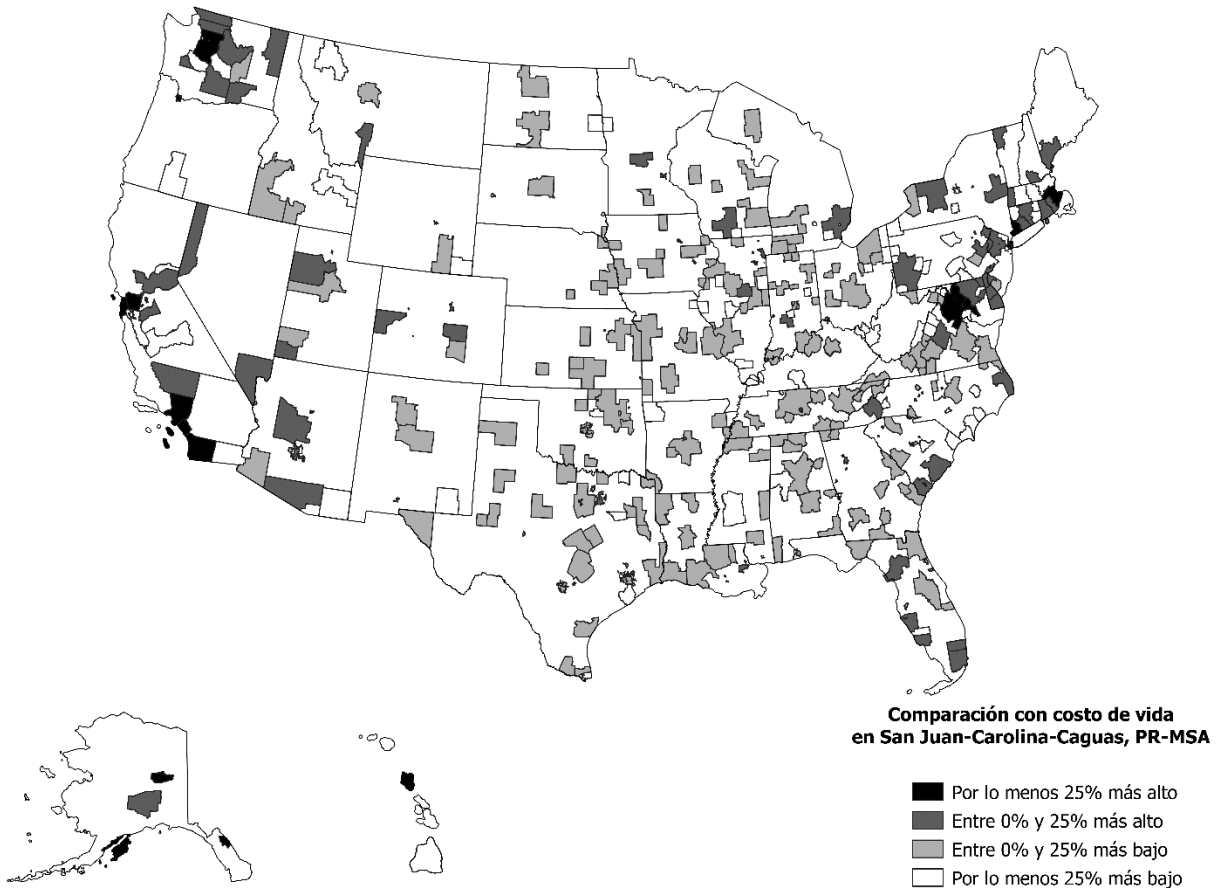 Comparación con costo de vida
en San Juan-Carolina-Caguas, PR-MSA
Por lo menos 25% más alto
Entre 0% y 25% más alto
Entre 0% y 25% más bajo
Por lo menos 25% más bajo